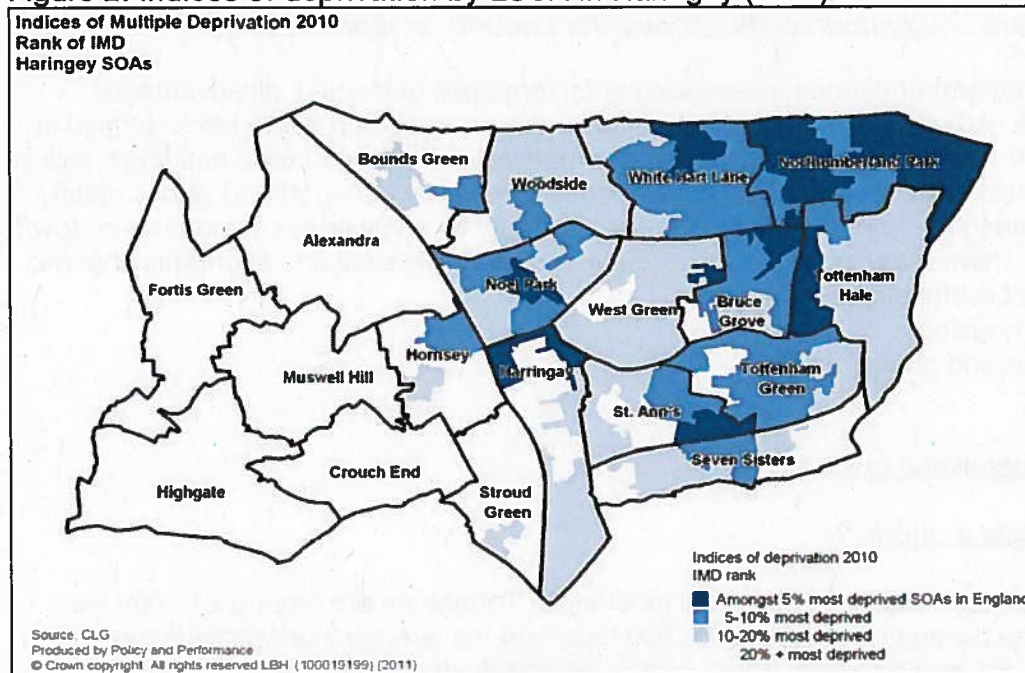 Indices of Multiple Deprivation 2010
Rank of IMD
Haringey SOAs
Bounds Green
Woodside
White Hart Lane
Northumberland Park
Alexandra
Fortis Green
Noel Park
Tottenham
Hale
West Green
Bruce
Grove
Hornsey
Muswell Hill
Harringay
Tottenham
Green
St. Ann's
Seven Sisters
Crouch End
Highgate
Stroud
Green
Indices of deprivation 2010
IMD rank
Amongst 5% most deprived SOAs in England
5-10% most deprived
10-20% most deprived
20% + most deprived
Source: CLG
Produced by Policy and Performance
© Crown copyright. All rights reserved LBH (100019199) (2011)